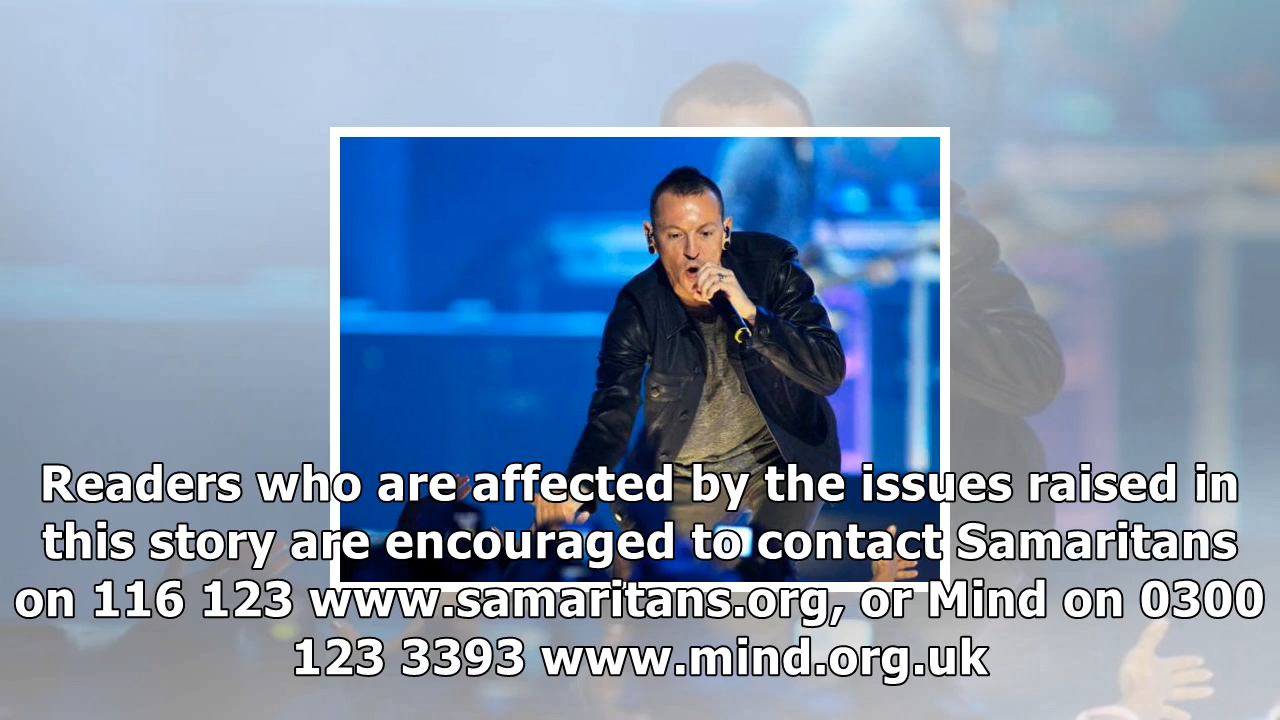 Readers who are affected by the issues raised in
this story are encouraged to contact Samaritans
on 116 123 www.samaritans.org, or Mind on 0300
123 3393 www.mind.org.uk